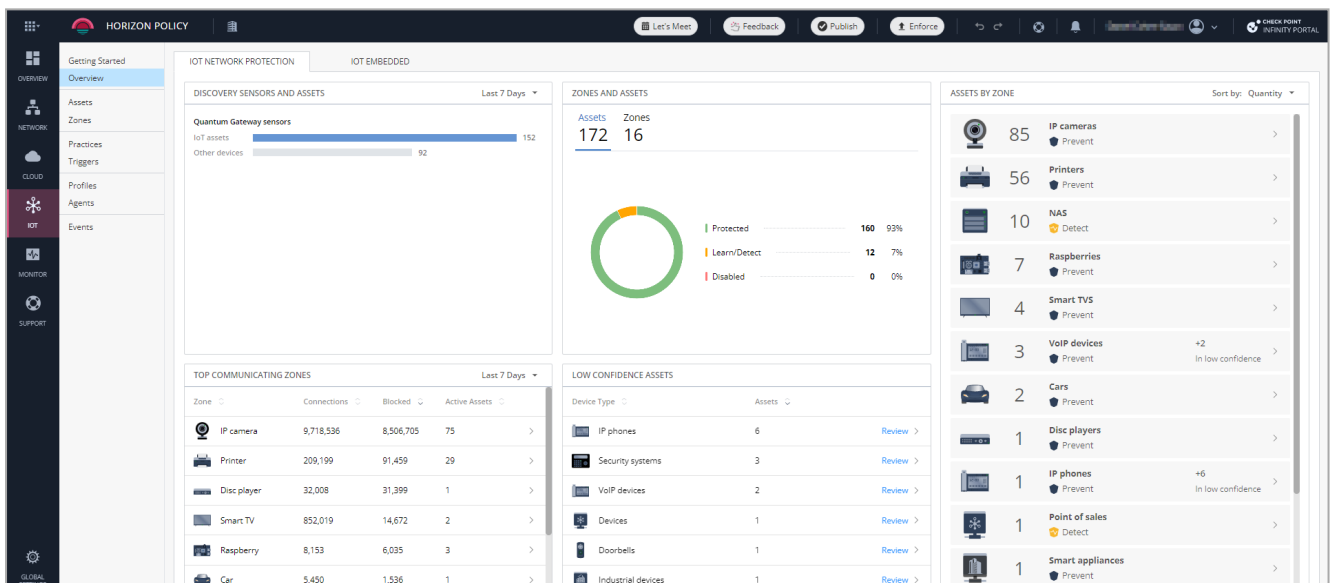 HORIZON POLICY
Let's Meet
Feedback
Publish
Enforce
CHECK POINT
INFINITY PORTAL
OVERVIEW
NETWORK
CLOUD
IOT
MONITOR
SUPPORT
GLOBAL
Getting Started
Overview
Assets
Zones
Practices
Triggers
Profiles
Agents
Events
IOT NETWORK PROTECTION
IOT EMBEDDED
DISCOVERY SENSORS AND ASSETS Last 7 Days
Quantum Gateway sensors
IoT assets 152
Other devices 92
ZONES AND ASSETS
Assets Zones
172 16
Protected 160 93%
Learn/Detect 12 7%
Disabled 0 0%
ASSETS BY ZONE Sort by: Quantity
85 IP cameras
Prevent
56 Printers
Prevent
10 NAS
Detect
7 Raspberries
Prevent
4 Smart TVS
Prevent
3 VoIP devices +2
Prevent In low confidence
2 Cars
Prevent
1 Disc players
Prevent
1 IP phones +6
Prevent In low confidence
1 Point of sales
Detect
1 Smart appliances
Prevent
TOP COMMUNICATING ZONES Last 7 Days
Zone Connections Blocked Active Assets
IP camera 9,718,536 8,506,705 75
Printer 209,199 91,459 29
Disc player 32,008 31,399 1
Smart TV 852,019 14,672 2
Raspberry 8,153 6,035 3
Car 5,450 1,536 1
LOW CONFIDENCE ASSETS
Device Type Assets
IP phones 6 Review
Security systems 3 Review
VoIP devices 2 Review
Devices 1 Review
Doorbells 1 Review
Industrial devices 1 Review